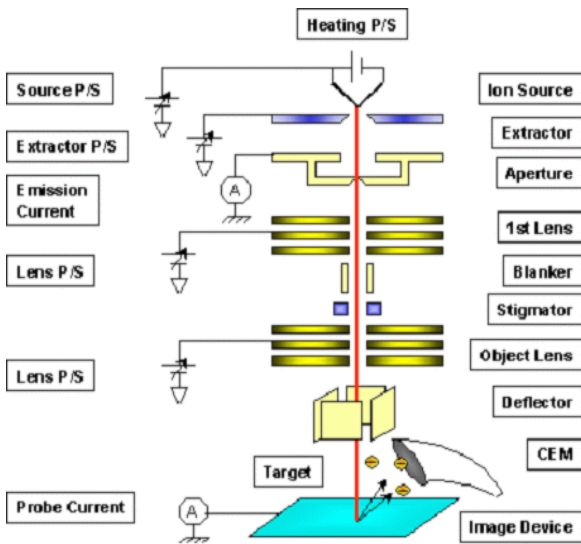 Heating P/S
Source P/S
Ion Source
Extractor P/S
Extractor
Emission
Current
A
Aperture
1st Lens
Lens P/S
Blanker
Stigmator
Object Lens
Lens P/S
Deflector
Target
CEM
Probe Current
A
Image Device